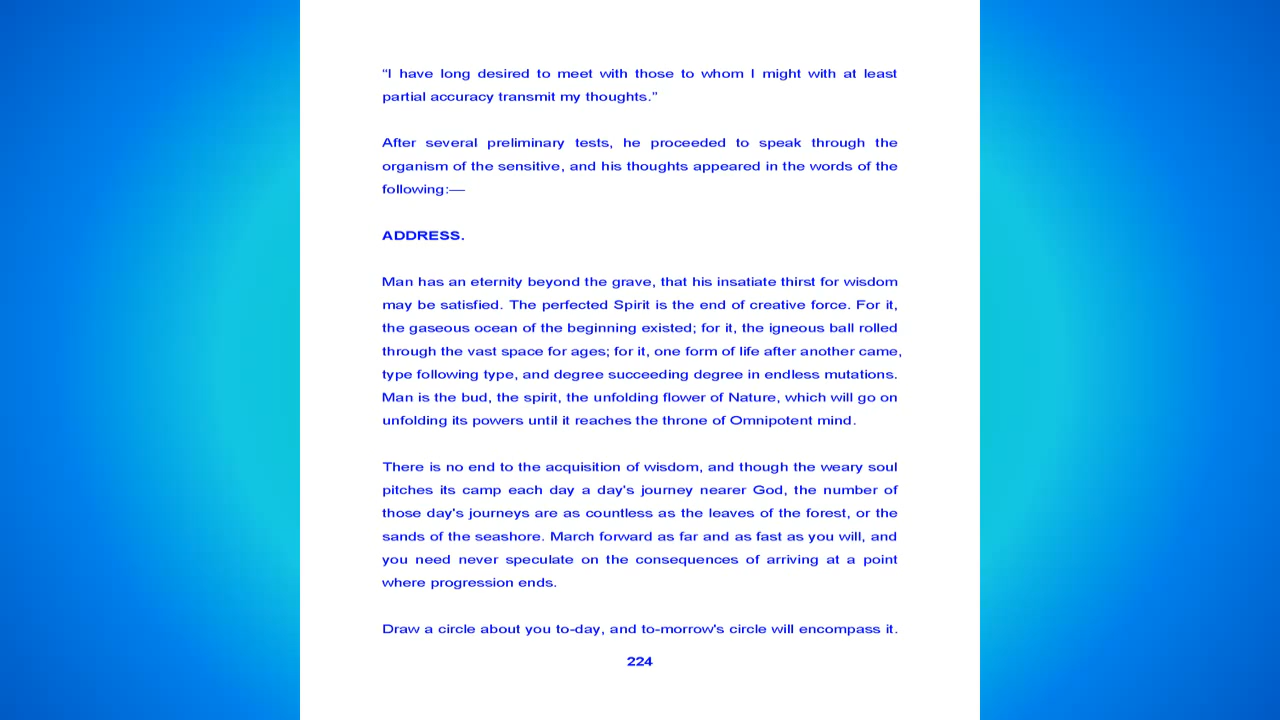 “I have long desired to meet with those to whom I might with at least
partial accuracy transmit my thoughts.”
After several preliminary tests, he proceeded to speak through the
organism of the sensitive, and his thoughts appeared in the words of the
following:—
ADDRESS.
Man has an eternity beyond the grave, that his insatiate thirst for wisdom
may be satisfied. The perfected Spirit is the end of creative force. For it,
the gaseous ocean of the beginning existed; for it, the igneous ball rolled
through the vast space for ages; for it, one form of life after another came,
type following type, and degree succeeding degree in endless mutations.
Man is the bud, the spirit, the unfolding flower of Nature, which will go on
unfolding its powers until it reaches the throne of Omnipotent mind.
There is no end to the acquisition of wisdom, and though the weary soul
pitches its camp each day a day's journey nearer God, the number of
those day's journeys are as countless as the leaves of the forest, or the
sands of the seashore. March forward as far and as fast as you will, and
you need never speculate on the consequences of arriving at a point
where progression ends.
Draw a circle about you to-day, and to-morrow's circle will encompass it.
224